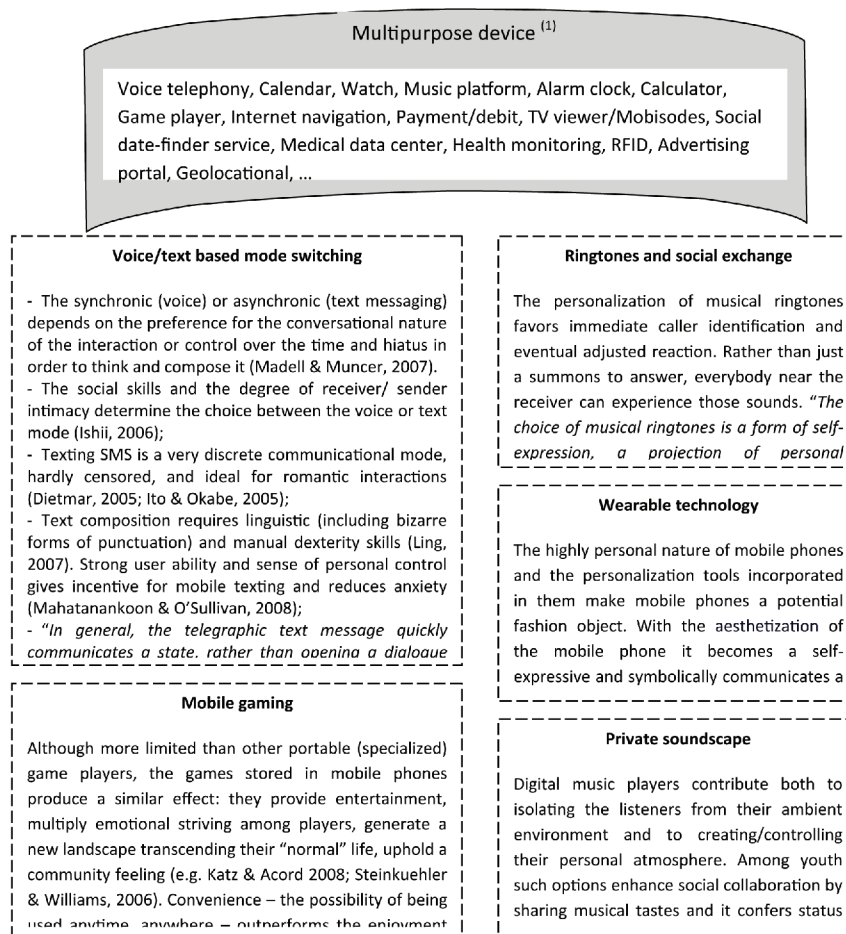 Multipurpose device (1)
Voice telephony, Calendar, Watch, Music platform, Alarm clock, Calculator,
Game player, Internet navigation, Payment/debit, TV viewer/Mobisodes, Social
date-finder service, Medical data center, Health monitoring, RFID, Advertising
portal, Geolocational, ...
Voice/text based mode switching
- The synchronic (voice) or asynchronic (text messaging)
depends on the preference for the conversational nature
of the interaction or control over the time and hiatus in
order to think and compose it (Madell & Muncer, 2007).
- The social skills and the degree of receiver/ sender
intimacy determine the choice between the voice or text
mode (Ishii, 2006);
- Texting SMS is a very discrete communicational mode,
hardly censored, and ideal for romantic interactions
(Dietmar, 2005; Ito & Okabe, 2005);
- Text composition requires linguistic (including bizarre
forms of punctuation) and manual dexterity skills (Ling,
2007). Strong user ability and sense of personal control
gives incentive for mobile texting and reduces anxiety
(Mahatanankoon & O’Sullivan, 2008);
- “In general, the telegraphic text message quickly
communicates a state, rather than opening a dialogue
Mobile gaming
Although more limited than other portable (specialized)
game players, the games stored in mobile phones
produce a similar effect: they provide entertainment,
multiply emotional striving among players, generate a
new landscape transcending their “normal” life, uphold a
community feeling (e.g. Katz & Acord 2008; Steinkuehler
& Williams, 2006). Convenience – the possibility of being
used anytime, anywhere – outperforms the enjoyment
Ringtones and social exchange
The personalization of musical ringtones
favors immediate caller identification and
eventual adjusted reaction. Rather than just
a summons to answer, everybody near the
receiver can experience those sounds. “The
choice of musical ringtones is a form of self-
expression, a projection of personal
Wearable technology
The highly personal nature of mobile phones
and the personalization tools incorporated
in them make mobile phones a potential
fashion object. With the aesthetization of
the mobile phone it becomes a self-
expressive and symbolically communicates a
Private soundscape
Digital music players contribute both to
isolating the listeners from their ambient
environment and to creating/controlling
their personal atmosphere. Among youth
such options enhance social collaboration by
sharing musical tastes and it confers status